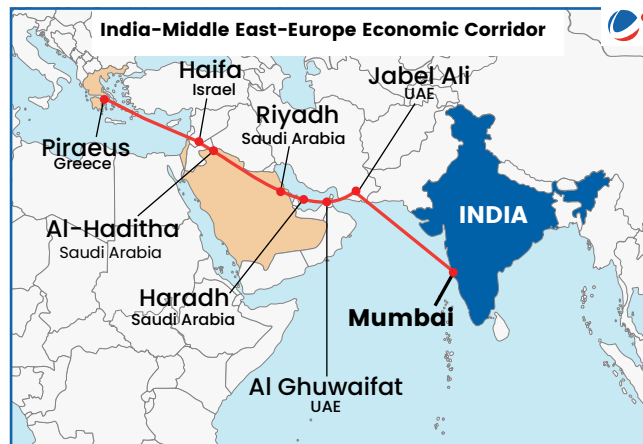 India-Middle East-Europe Economic Corridor
Haifa
Israel
Jabel Ali
UAE
Riyadh
Saudi Arabia
Piraeus
Greece
INDIA
Al-Haditha
Saudi Arabia
Haradh
Saudi Arabia
Mumbai
Al Ghuwaifat
UAE